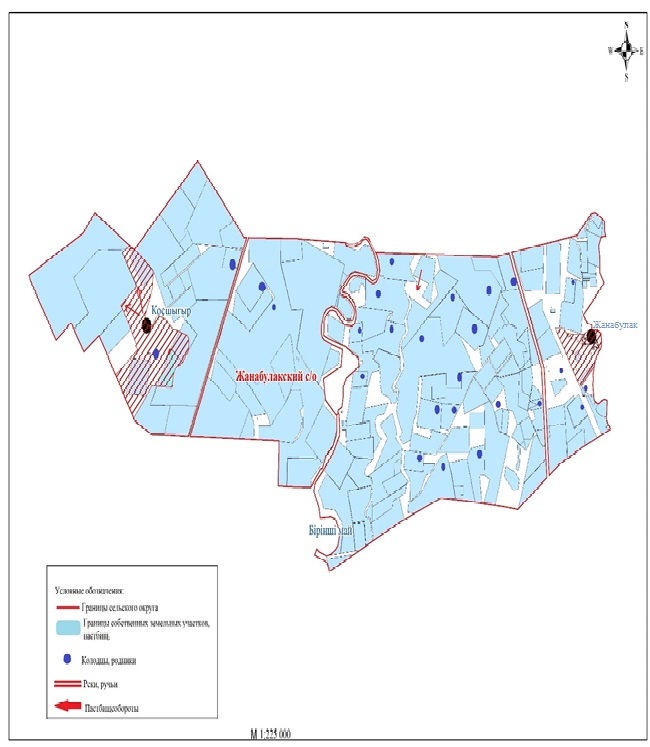 N
W E
S
Қосшығыр
Жанабулак
Жанабулакский с/о
Бірінші май
Условные обозначения:
Границы сельского округа
Границы собственных земельных участков,
пастбищ,
Колодцы, родники
Реки, ручьи
Пастбищеобороты
М 1:225 000